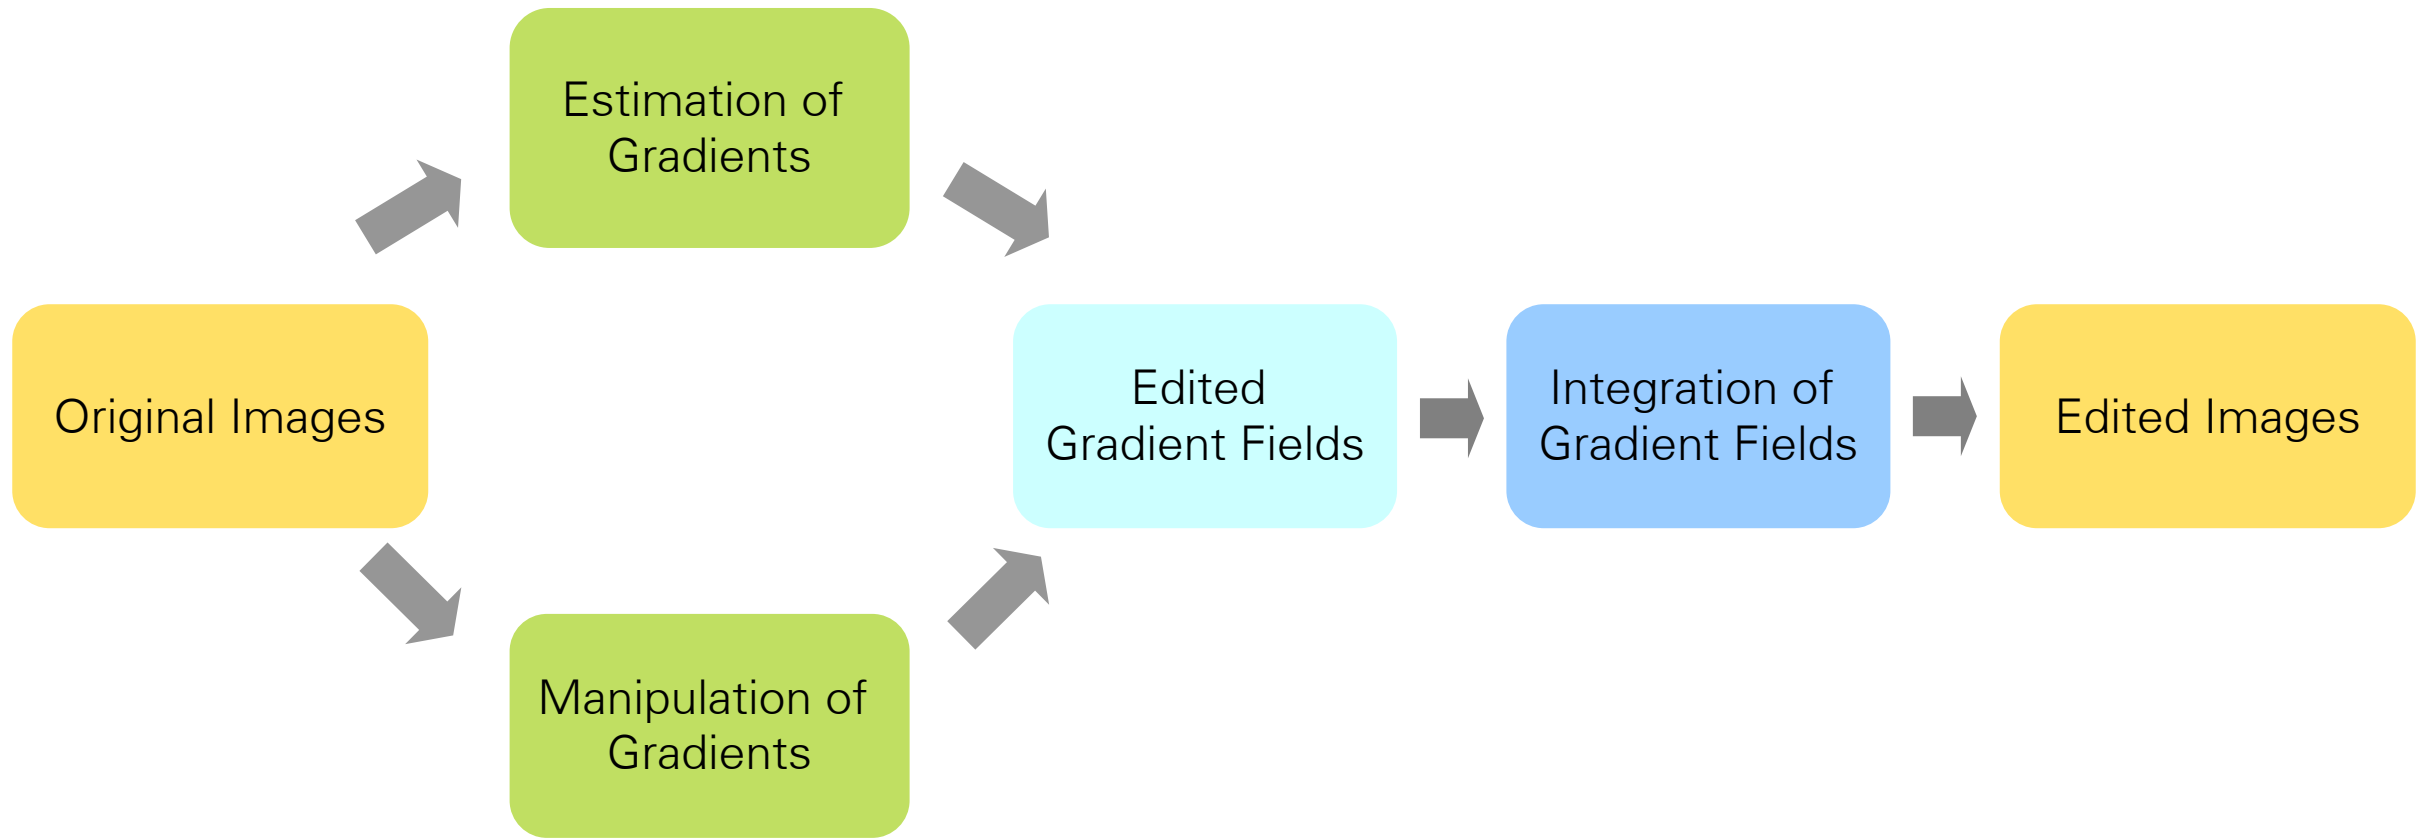 Estimation of
Gradients
Original Images
Manipulation of
Gradients
Edited
Gradient Fields
Integration of
Gradient Fields
Edited Images